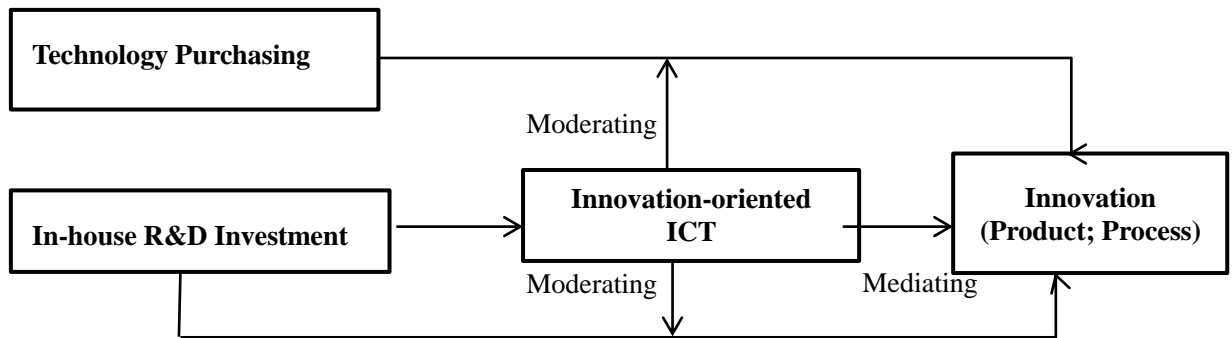 Technology Purchasing
Moderating
Innovation-oriented
ICT
In-house R&D Investment
Innovation
(Product; Process)
Moderating
Mediating